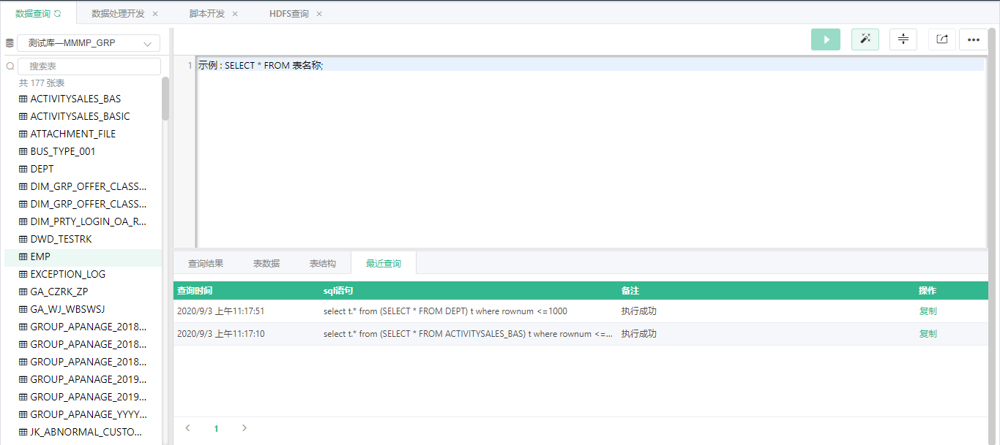 数据查询 数据处理开发 × 脚本开发 × HDFS查询 ×
测试库—MMMP_GRP
搜索表
共 177 张表
ACTIVITYSALES_BAS
ACTIVITYSALES_BASIC
ATTACHMENT_FILE
BUS_TYPE_001
DEPT
DIM_GRP_OFFER_CLASS...
DIM_GRP_OFFER_CLASS...
DIM_PRTY_LOGIN_OA_R...
DWD_TESTRK
EMP
EXCEPTION_LOG
GA_CZRK_ZP
GA_WJ_WBSWSJ
GROUP_APANAGE_2018...
GROUP_APANAGE_2018...
GROUP_APANAGE_2018...
GROUP_APANAGE_2019...
GROUP_APANAGE_2019...
GROUP_APANAGE_YYYY...
JK_ABNORMAL_CUSTO...
1 示例 : SELECT * FROM 表名称;
查询结果 表数据 表结构 最近查询
查询时间 sql语句 备注 操作
2020/9/3 上午11:17:51 select t.* from (SELECT * FROM DEPT) t where rownum <=1000 执行成功 复制
2020/9/3 上午11:17:10 select t.* from (SELECT * FROM ACTIVITYSALES_BAS) t where rownum <=... 执行成功 复制
< 1 >